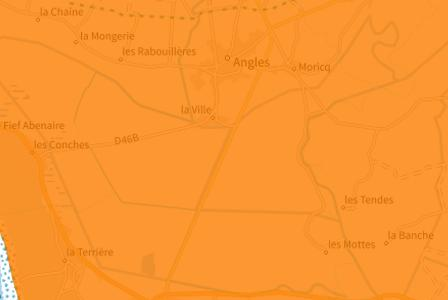 la Chaine
la Mongerie
les Rabouillères
Angles
Moricq
la Ville
Fief Abenaire
D46B
les Conches
les Tendes
la Banche
les Mottes
la Terrière